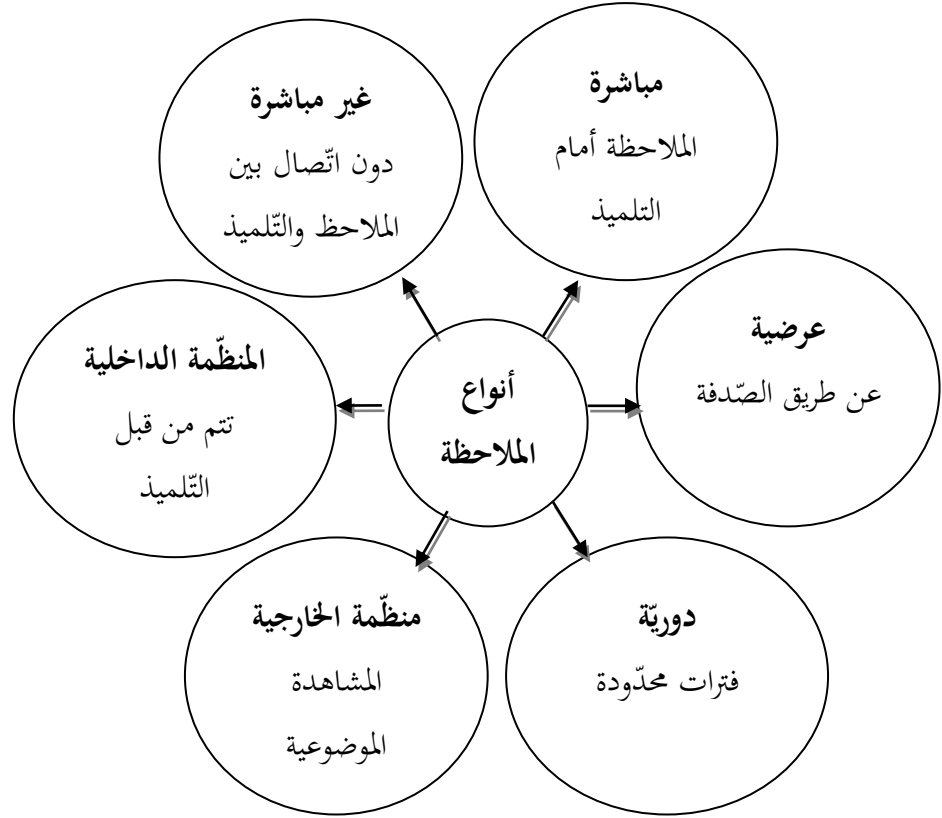 مباشرة
الملاحظة أمام
التلميذ
غير مباشرة
دون اتّصال بين
الملاحظ والتّلميذ
عرضية
عن طريق الصّدفة
أنواع
الملاحظة
المنظّمة الداخلية
تتم من قبل
التّلميذ
دوريّة
فترات محدّودة
منظّمة الخارجية
المشاهدة
الموضوعية